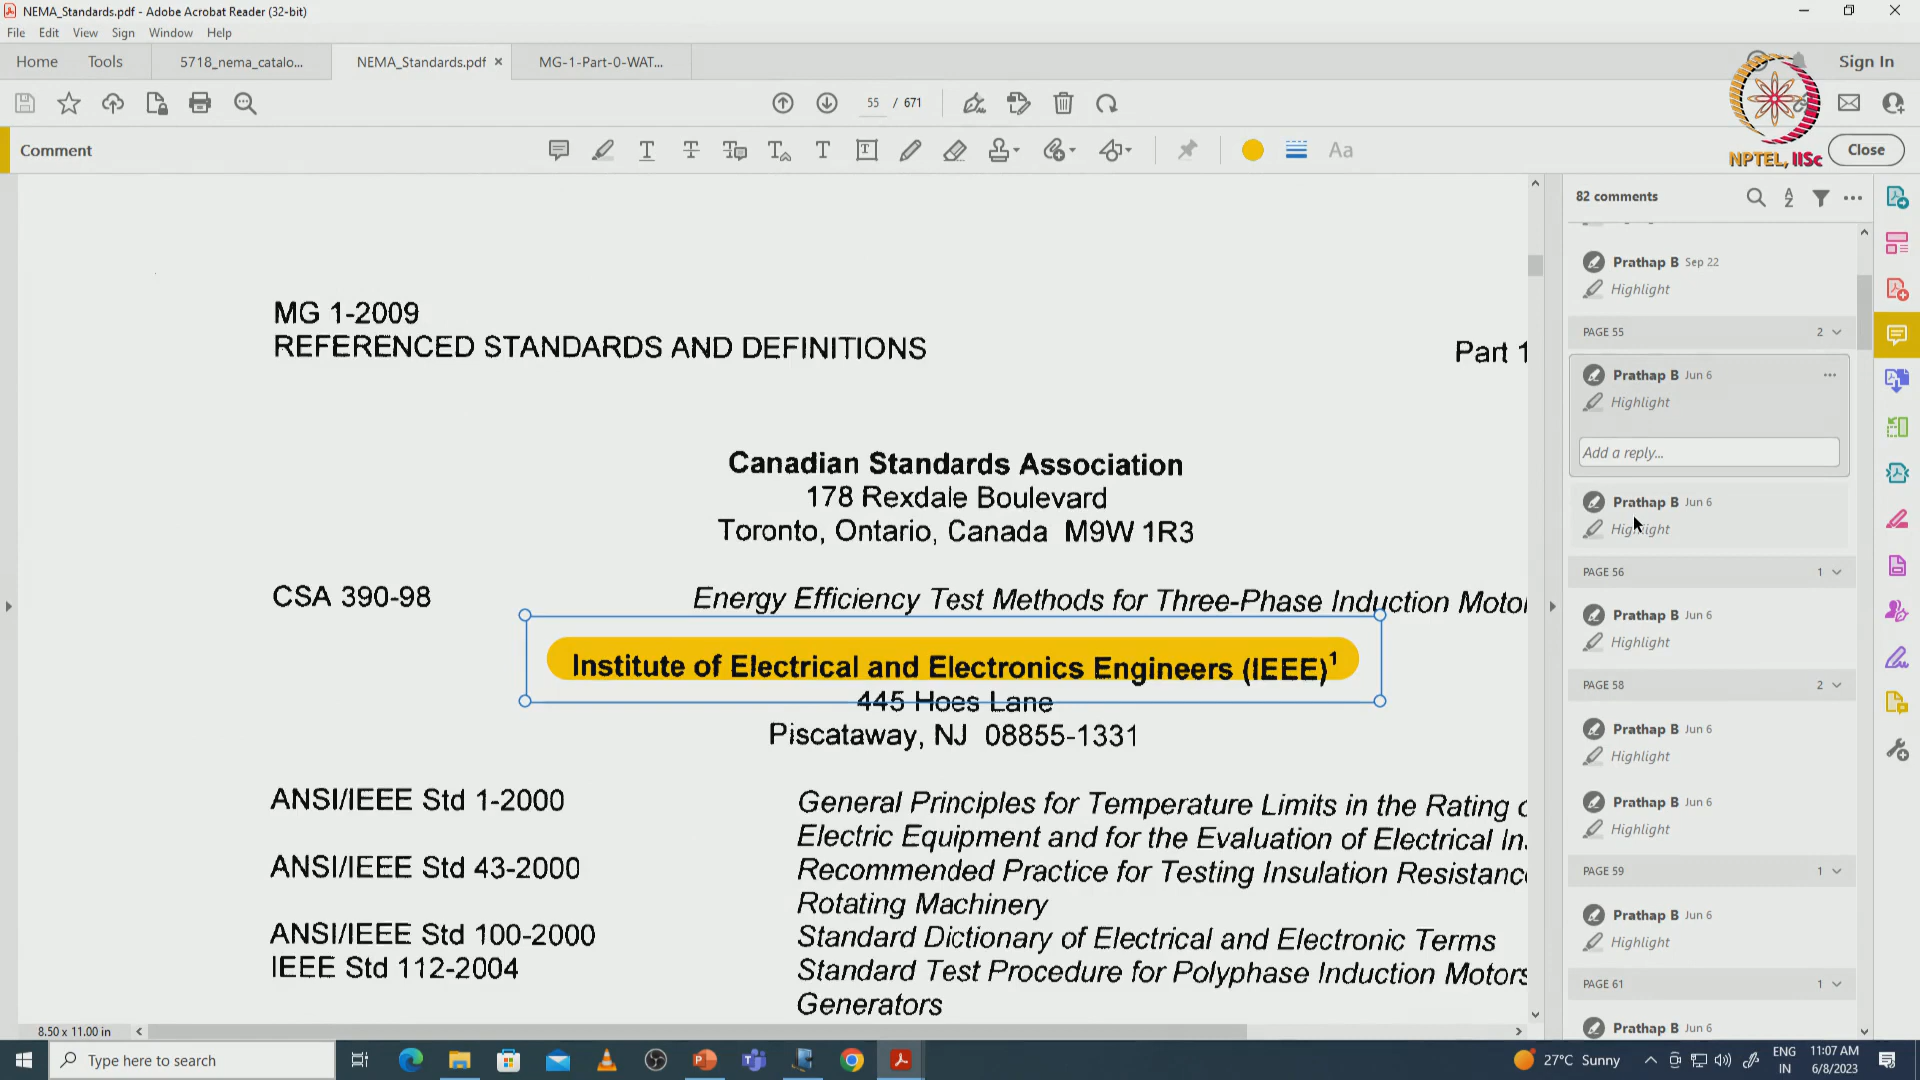 NEMA_Standards.pdf - Adobe Acrobat Reader (32-bit)
File Edit View Sign Window Help
Home Tools 5718_nema_catalo... NEMA_Standards.pdf × MG-1-Part-0-WAT... Sign In
55 / 671
NPTEL, IISc
Comment
Aa
Close
MG 1-2009
REFERENCED STANDARDS AND DEFINITIONS
Part 1
Canadian Standards Association
178 Rexdale Boulevard
Toronto, Ontario, Canada M9W 1R3
CSA 390-98 Energy Efficiency Test Methods for Three-Phase Induction Motor
Institute of Electrical and Electronics Engineers (IEEE)1
445 Hoes Lane
Piscataway, NJ 08855-1331
ANSI/IEEE Std 1-2000 General Principles for Temperature Limits in the Rating
Electric Equipment and for the Evaluation of Electrical In
ANSI/IEEE Std 43-2000 Recommended Practice for Testing Insulation Resistanc
Rotating Machinery
ANSI/IEEE Std 100-2000 Standard Dictionary of Electrical and Electronic Terms
IEEE Std 112-2004 Standard Test Procedure for Polyphase Induction Motors
Generators
8.50 x 11.00 in
82 comments
Prathap B Sep 22
Highlight
PAGE 55 2
Prathap B Jun 6
Highlight
Add a reply...
Prathap B Jun 6
Highlight
PAGE 56 1
Prathap B Jun 6
Highlight
PAGE 58 2
Prathap B Jun 6
Highlight
Prathap B Jun 6
Highlight
PAGE 59 1
Prathap B Jun 6
Highlight
PAGE 61 1
Prathap B Jun 6
Type here to search
27°C Sunny
ENG
IN
11:07 AM
6/8/2023